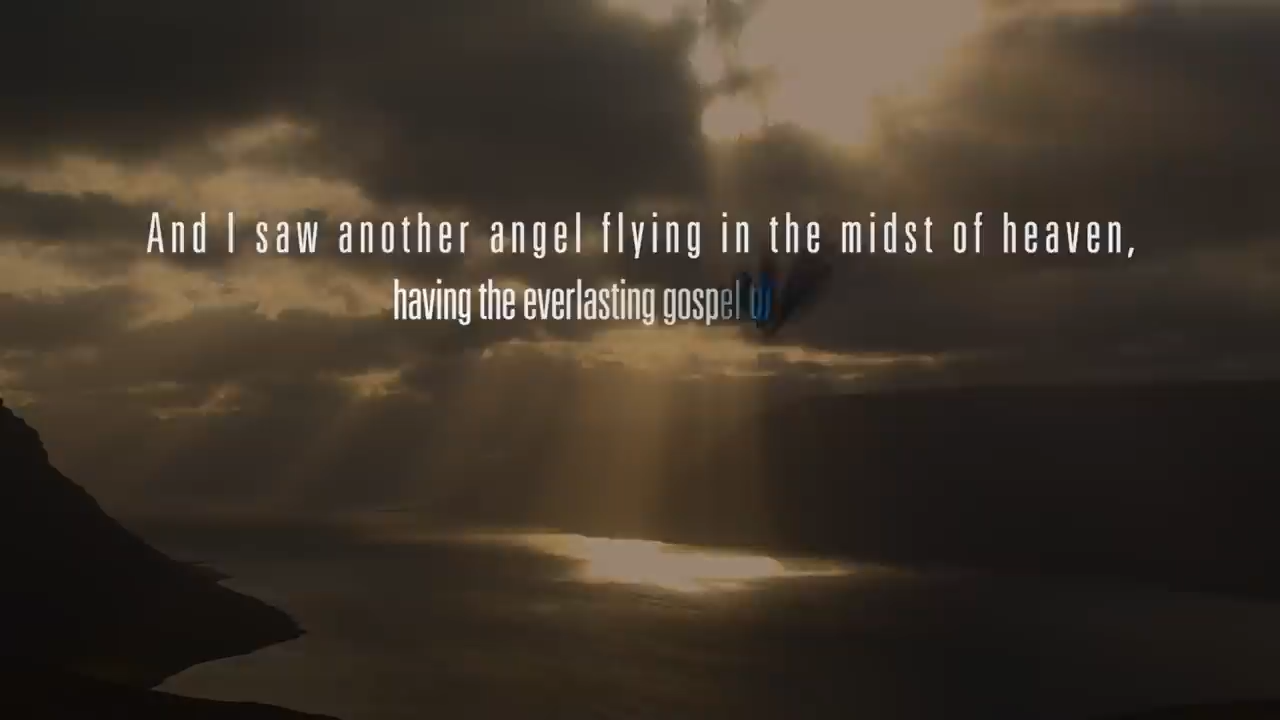 And I saw another angel flying in the midst of heaven,
having the everlasting gospel